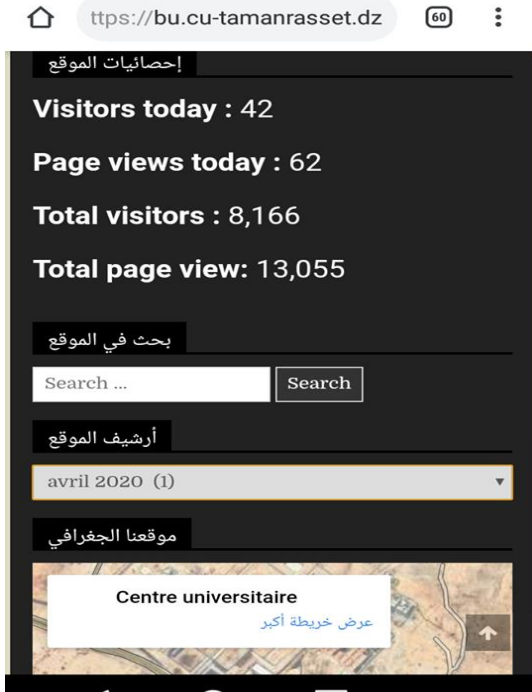 ttps://bu.cu-tamanrasset.dz
60
إحصائيات الموقع
Visitors today : 42
Page views today : 62
Total visitors : 8,166
Total page view: 13,055
بحث في الموقع
Search ...
Search
أرشيف الموقع
avril 2020 (1)
موقعنا الجغرافي
Centre universitaire
عرض خريطة أكبر